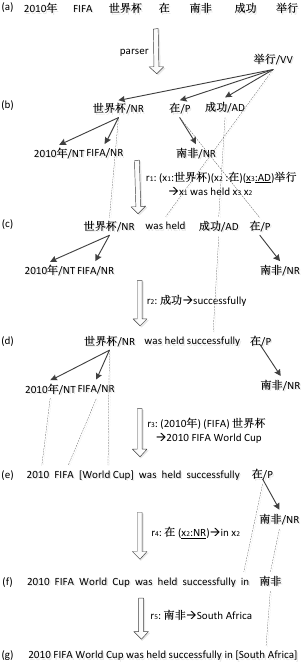 (a) 2010年 FIFA 世界杯 在 南非 成功 举行
parser
举行/VV
(b) 世界杯/NR 在/P 成功/AD
2010年/NT FIFA/NR 南非/NR
r₁: (x₁:世界杯)(x₂:在)(x₃:AD)举行
→x₁ was held x₃ x₂
(c) 世界杯/NR was held 成功/AD 在/P
2010年/NT FIFA/NR 南非/NR
r₂: 成功→successfully
(d) 世界杯/NR was held successfully 在/P
2010年/NT FIFA/NR 南非/NR
r₃: (2010年) (FIFA) 世界杯
→2010 FIFA World Cup
(e) 2010 FIFA [World Cup] was held successfully 在/P
南非/NR
r₄: 在 (x₂:NR)→in x₂
(f) 2010 FIFA World Cup was held successfully in 南非
r₅: 南非→South Africa
(g) 2010 FIFA World Cup was held successfully in [South Africa]